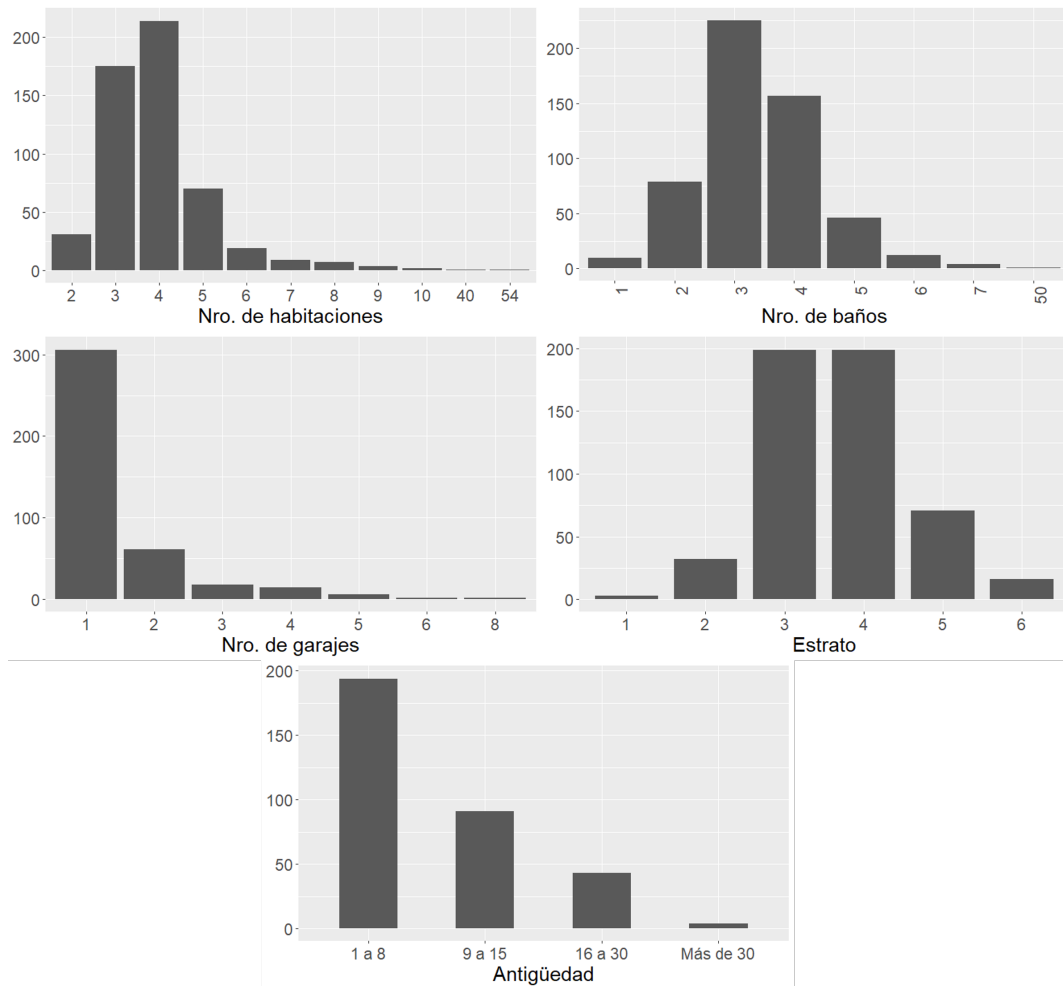 200
150
100
50
0
2 3 4 5 6 7 8 9 10 40 54
Nro. de habitaciones
200
150
100
50
0
1 2 3 4 5 6 7 50
Nro. de baños
300
200
100
0
1 2 3 4 5 6 8
Nro. de garajes
200
150
100
50
0
1 2 3 4 5 6
Estrato
200
150
100
50
0
1 a 8 9 a 15 16 a 30 Más de 30
Antigüedad